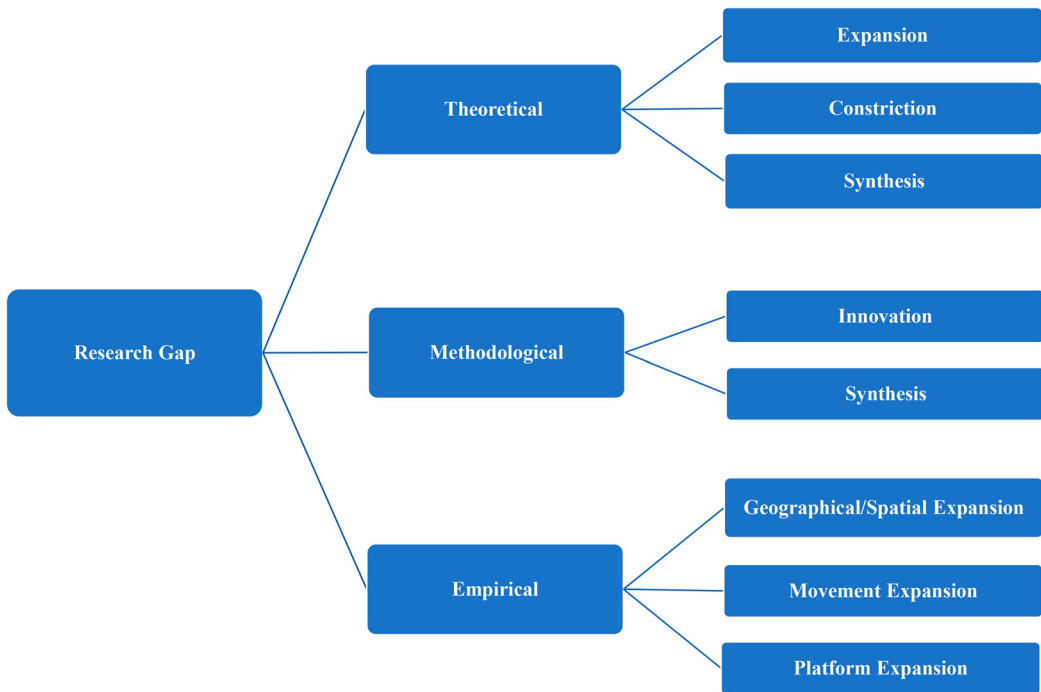 Research Gap
Theoretical
Expansion
Constriction
Synthesis
Methodological
Innovation
Synthesis
Empirical
Geographical/Spatial Expansion
Movement Expansion
Platform Expansion